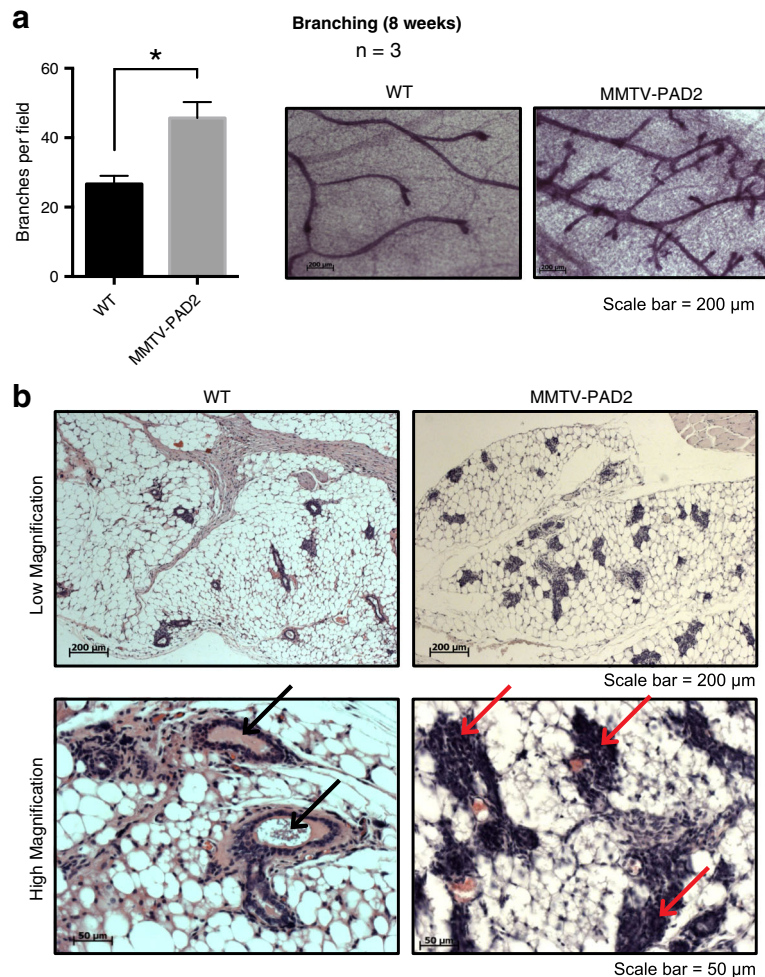 a
Branching (8 weeks)
n = 3
*
60
40
20
0
Branches per field
WT
MMTV-PAD2
WT
MMTV-PAD2
200 µm
200 µm
Scale bar = 200 µm
b
WT
MMTV-PAD2
Low Magnification
200 µm
200 µm
Scale bar = 200 µm
High Magnification
50 µm
50 µm
Scale bar = 50 µm